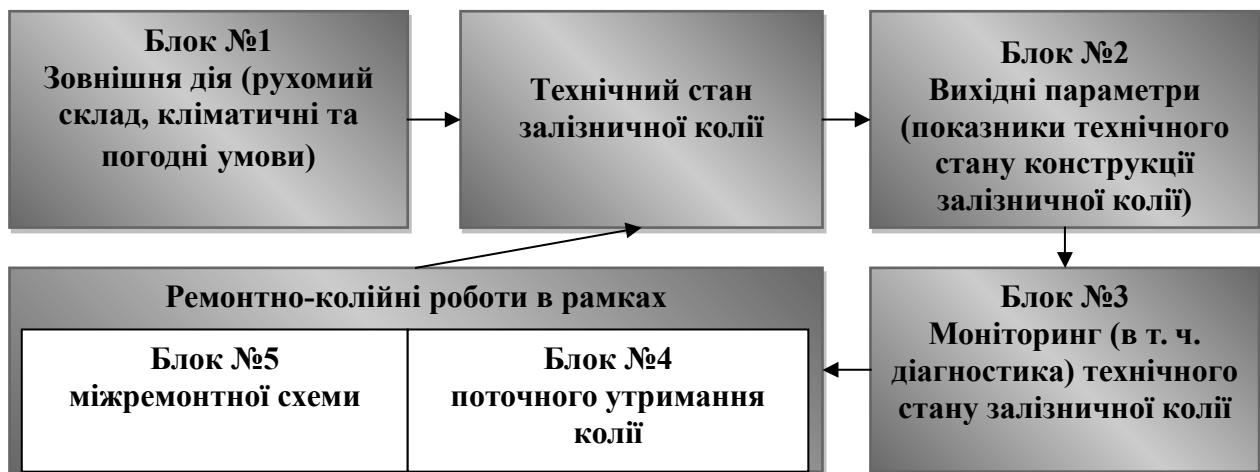 Блок №1
Зовнішня дія (рухомий
склад, кліматичні та
погодні умови)
Технічний стан
залізничної колії
Блок №2
Вихідні параметри
(показники технічного
стану конструкції
залізничної колії)
Ремонтно-колійні роботи в рамках
Блок №5
міжремонтної схеми
Блок №4
поточного утримання
колії
Блок №3
Моніторинг (в т. ч.
діагностика) технічного
стану залізничної колії